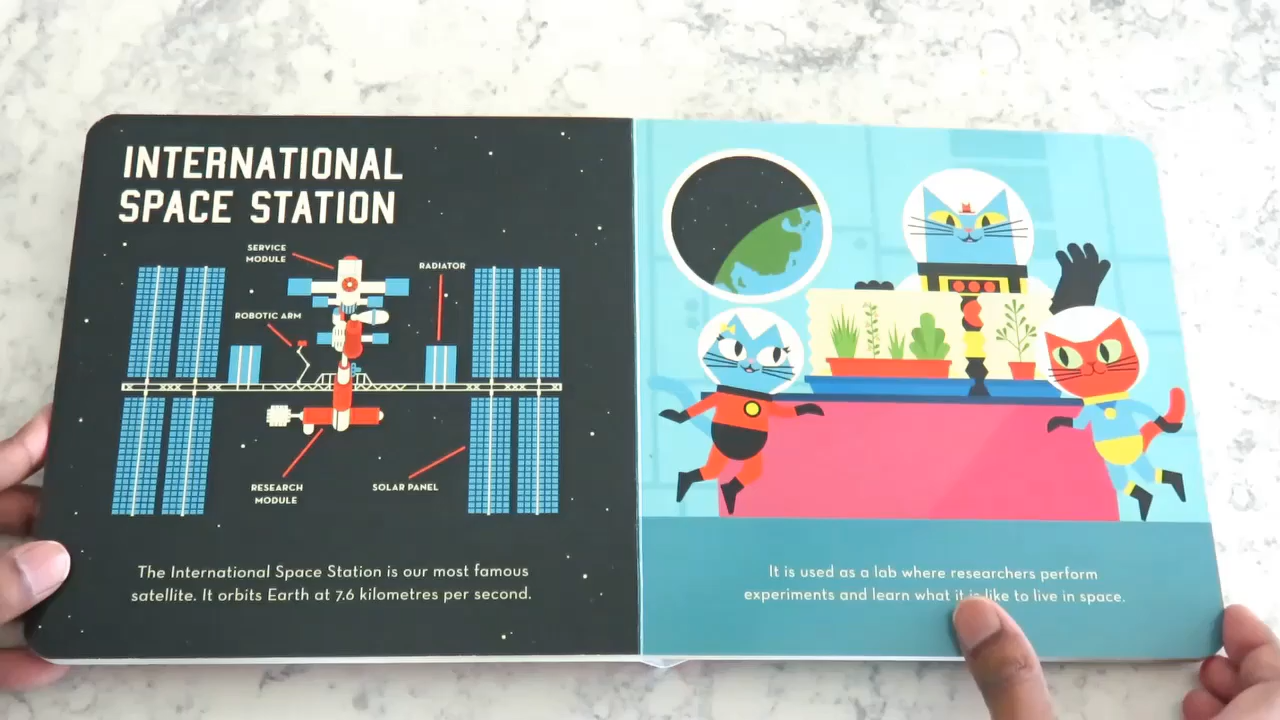 INTERNATIONAL
SPACE STATION
SERVICE
MODULE
RADIATOR
ROBOTIC ARM
RESEARCH
MODULE
SOLAR PANEL
The International Space Station is our most famous
satellite. It orbits Earth at 7.6 kilometres per second.
It is used as a lab where researchers perform
experiments and learn what it is like to live in space.